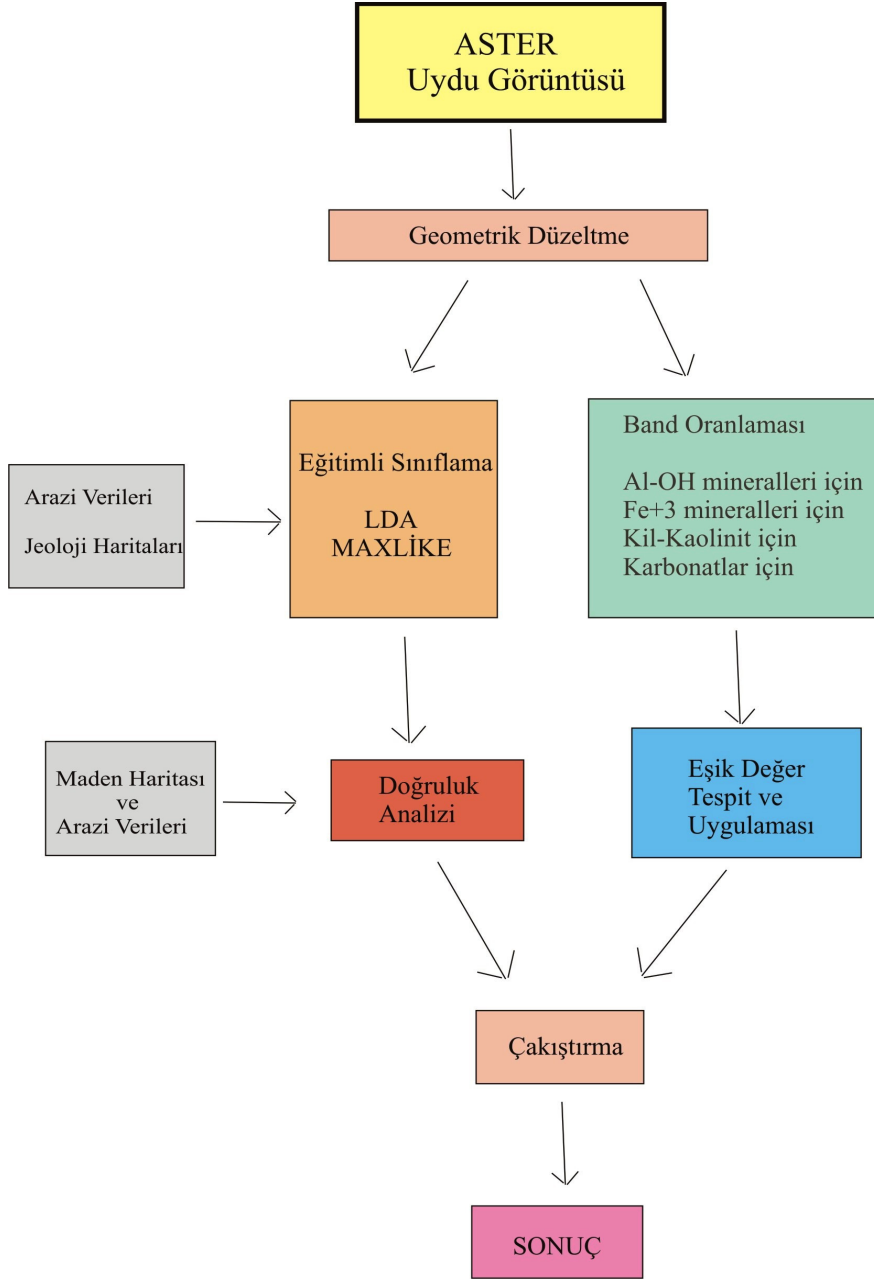 ASTER
Uydu Görüntüsü
Geometrik Düzeltme
Arazi Verileri
Jeoloji Haritaları
Eğitimli Sınıflama
LDA
MAXLİKE
Band Oranlaması
Al-OH mineralleri için
Fe+3 mineralleri için
Kil-Kaolinit için
Karbonatlar için
Maden Haritası
ve
Arazi Verileri
Doğruluk
Analizi
Eşik Değer
Tespit ve
Uygulaması
Çakıştırma
SONUÇ